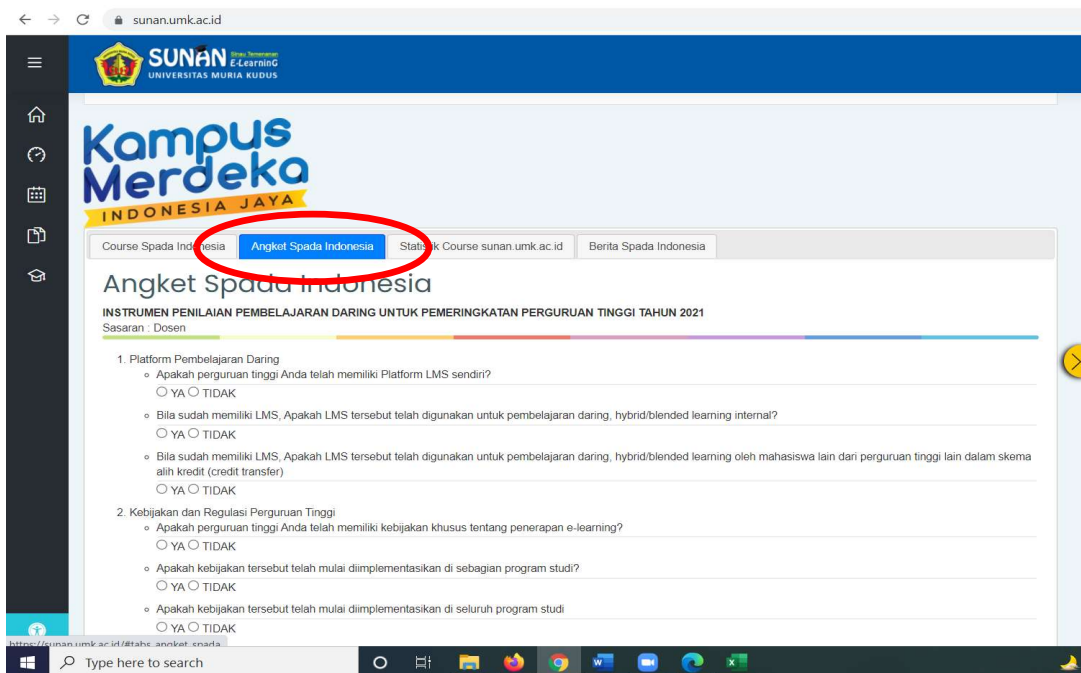 sunan.umk.ac.id
SUNAN Sinau Temenanan
E-LearninG
UNIVERSITAS MURIA KUDUS
Kampus
Merdeka
INDONESIA JAYA
Course Spada Indonesia Angket Spada Indonesia Statistik Course sunan.umk.ac.id Berita Spada Indonesia
Angket Spada Indonesia
INSTRUMEN PENILAIAN PEMBELAJARAN DARING UNTUK PEMERINGKATAN PERGURUAN TINGGI TAHUN 2021
Sasaran : Dosen
1. Platform Pembelajaran Daring
Apakah perguruan tinggi Anda telah memiliki Platform LMS sendiri?
YA TIDAK
Bila sudah memiliki LMS, Apakah LMS tersebut telah digunakan untuk pembelajaran daring, hybrid/blended learning internal?
YA TIDAK
Bila sudah memiliki LMS, Apakah LMS tersebut telah digunakan untuk pembelajaran daring, hybrid/blended learning oleh mahasiswa lain dari perguruan tinggi lain dalam skema
alih kredit (credit transfer)
YA TIDAK
2. Kebijakan dan Regulasi Perguruan Tinggi
Apakah perguruan tinggi Anda telah memiliki kebijakan khusus tentang penerapan e-learning?
YA TIDAK
Apakah kebijakan tersebut telah mulai diimplementasikan di sebagian program studi?
YA TIDAK
Apakah kebijakan tersebut telah mulai diimplementasikan di seluruh program studi
YA TIDAK
https://sunan.umk.ac.id/#tabs_angket_spada
Type here to search